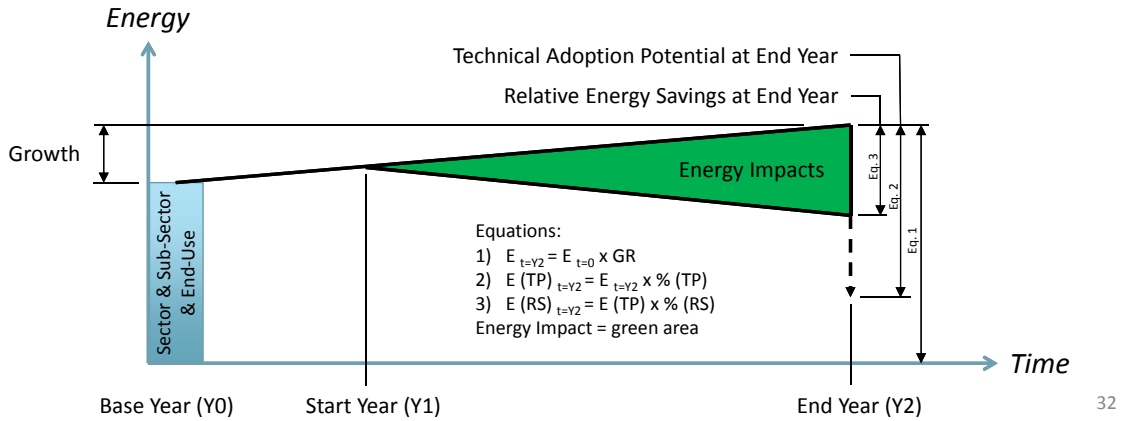 Energy
Technical Adoption Potential at End Year
Relative Energy Savings at End Year
Growth
Energy Impacts
Eq. 3
Eq. 2
Eq. 1
Sector & Sub-Sector
& End-Use
Equations:
1) E t=Y2 = E t=0 x GR
2) E (TP) t=Y2 = E t=Y2 x % (TP)
3) E (RS) t=Y2 = E (TP) x % (RS)
Energy Impact = green area
Time
Base Year (Y0)
Start Year (Y1)
End Year (Y2)
32